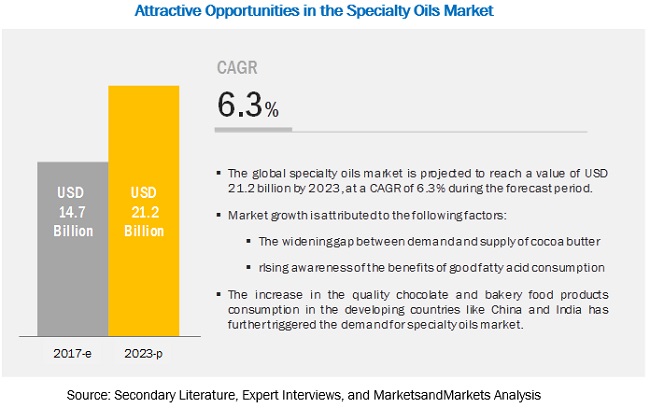 Attractive Opportunities in the Specialty Oils Market
CAGR
6.3%
USD
14.7
Billion
USD
21.2
Billion
2017-e
2023-p
▪ The global specialty oils market is projected to reach a value of USD
21.2 billion by 2023, at a CAGR of 6.3% during the forecast period.
▪ Market growth is attributed to the following factors:
▪ The widening gap between demand and supply of cocoa butter
▪ rising awareness of the benefits of good fatty acid consumption
▪ The increase in the quality chocolate and bakery food products
consumption in the developing countries like China and India has
further triggered the demand for specialty oils market.
Source: Secondary Literature, Expert Interviews, and MarketsandMarkets Analysis